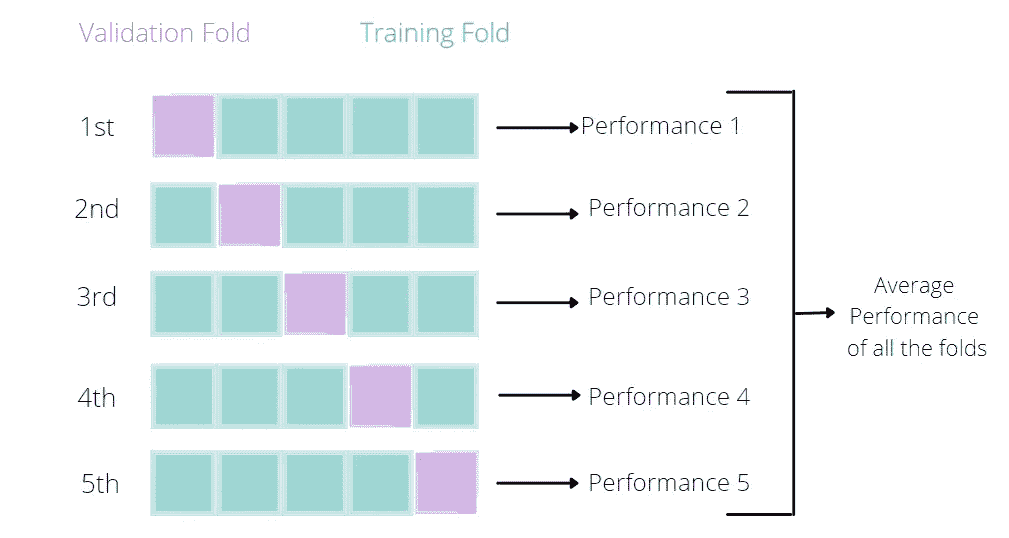 Validation Fold
Training Fold
1st
Performance 1
2nd
Performance 2
3rd
Performance 3
4th
Performance 4
5th
Performance 5
Average
Performance
of all the folds